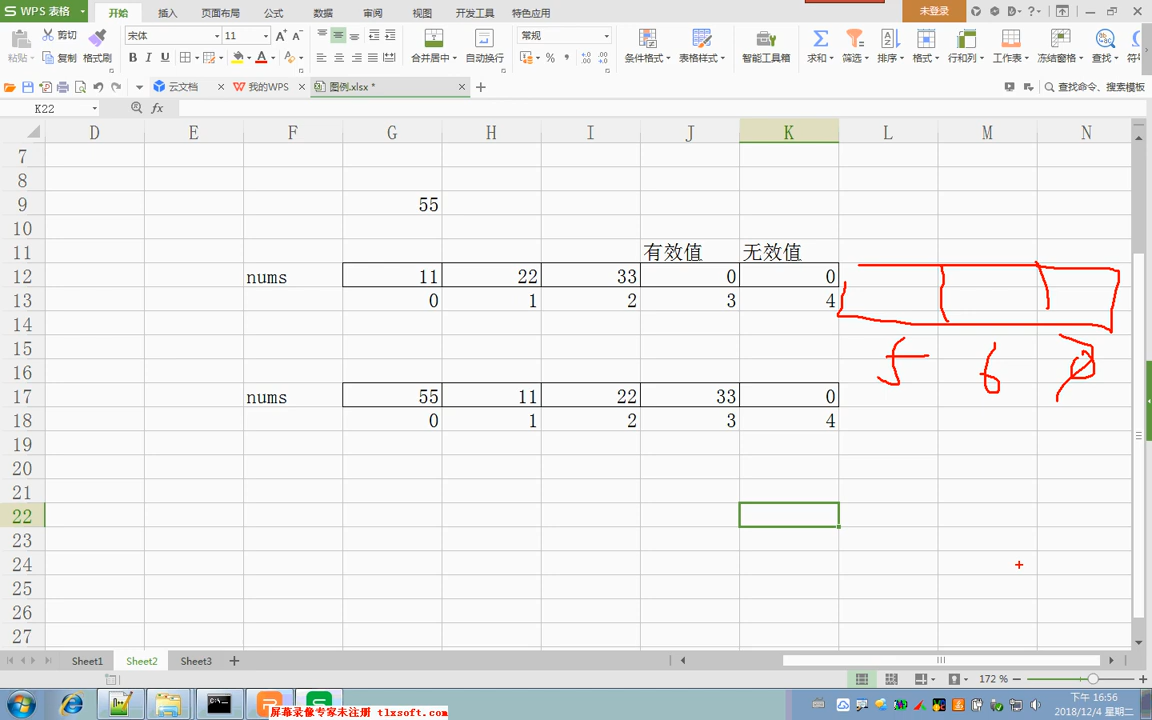 S WPS 表格 开始 插入 页面布局 公式 数据 审阅 视图 开发工具 特色应用 未登录
粘贴 剪切 复制 格式刷 宋体 11 B I U 合并居中 自动换行 常规 条件格式 表格样式 智能工具箱 求和 筛选 排序 格式 行和列 工作表 冻结窗格 查找 符
云文档 我的WPS 图例.xlsx * 查找命令、搜索模板
K22 fx
D E F G H I J K L M N
7
8
9 55
10
11 有效值 无效值
12 nums 11 22 33 0 0
13 0 1 2 3 4
14
15
16 5 6
17 nums 55 11 22 33 0
18 0 1 2 3 4
19
20
21
22
23
24
25
26
27
Sheet1 Sheet2 Sheet3
172 %
下午 16:56
屏幕录像专家未注册 tlxsoft.com 2018/12/4 星期二